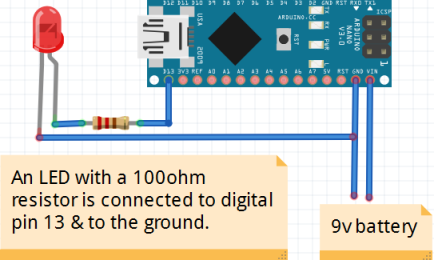 D12 D11 D10 D9 D8 D7 D6 D5 D4 D3 D2 GND RST RX0 TX1
ICSP
USA
2009
ARDUINO.CC
RST
TX
RX
PWR
L
ARDUINO
NANO
V3.0
1
D13 3V3 REF A0 A1 A2 A3 A4 A5 A6 A7 5V RST GND VIN
An LED with a 100ohm
resistor is connected to digital
pin 13 & to the ground.
9v battery